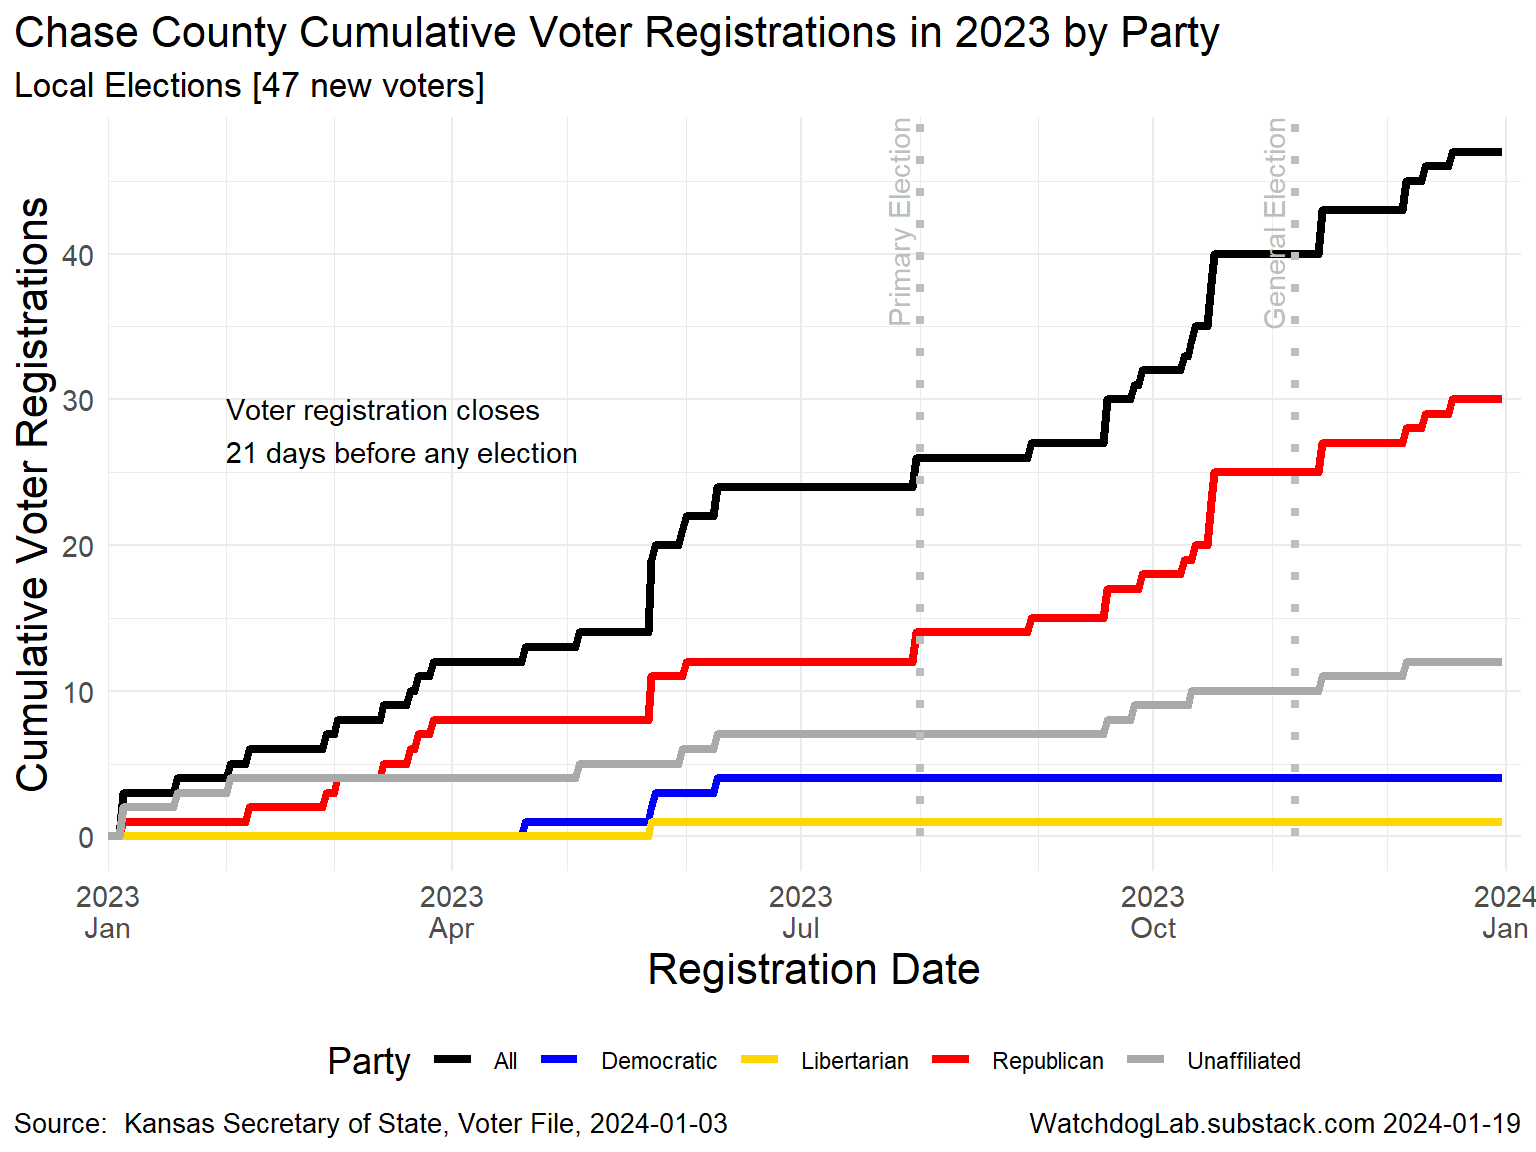 Chase County Cumulative Voter Registrations in 2023 by Party
Local Elections [47 new voters]
Cumulative Voter Registrations
40
30
20
10
0
Primary Election
General Election
Voter registration closes
21 days before any election
2023
Jan
2023
Apr
2023
Jul
2023
Oct
2024
Jan
Registration Date
Party All Democratic Libertarian Republican Unaffiliated
Source:  Kansas Secretary of State, Voter File, 2024-01-03
WatchdogLab.substack.com 2024-01-19